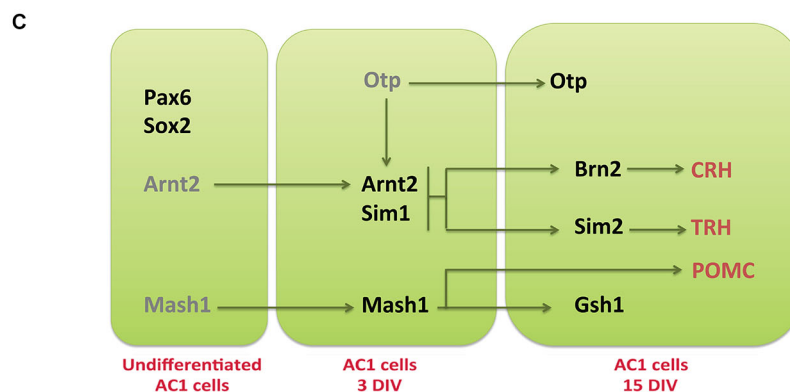 C
Pax6
Sox2
Arnt2
Mash1
Otp
Arnt2
Sim1
Mash1
Otp
Brn2
CRH
Sim2
TRH
POMC
Gsh1
Undifferentiated
AC1 cells
AC1 cells
3 DIV
AC1 cells
15 DIV